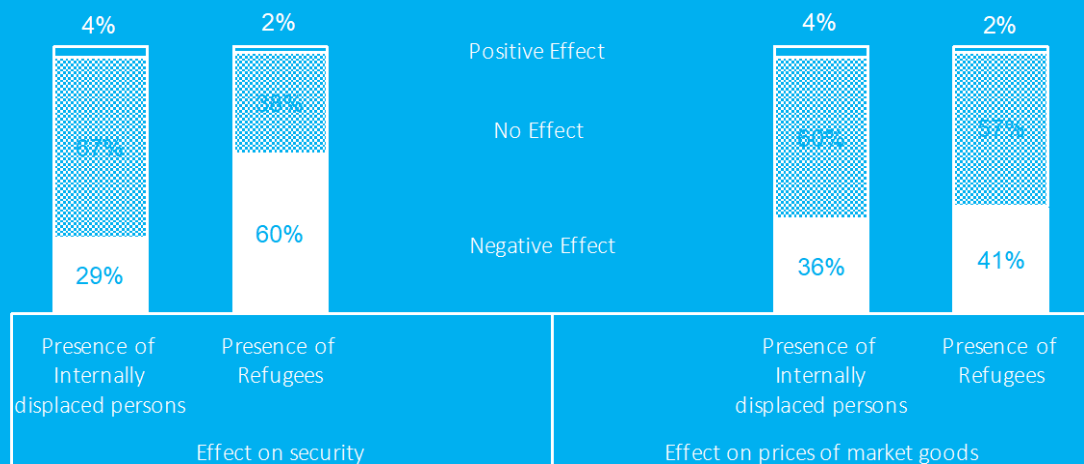 4%
2%
4%
2%
Positive Effect
67%
38%
60%
57%
No Effect
29%
60%
36%
41%
Negative Effect
Presence of
Internally
displaced persons
Presence of
Refugees
Presence of
Internally
displaced persons
Presence of
Refugees
Effect on security
Effect on prices of market goods